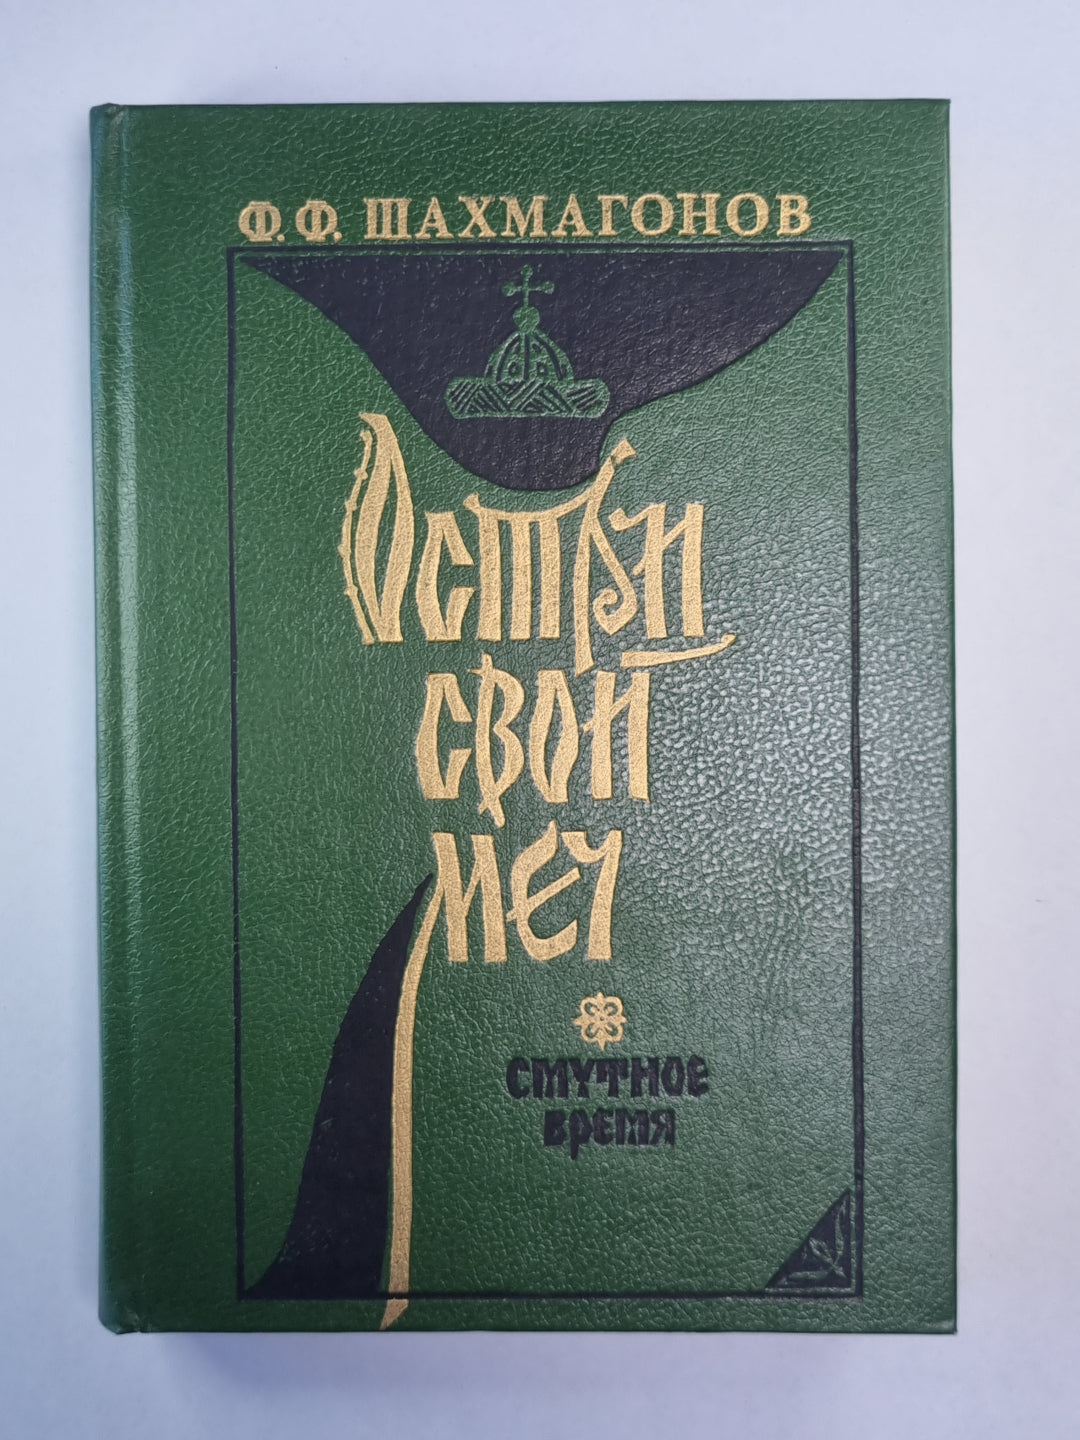 Ф. Ф. ШАХМАГОНОВ
Остри
свой
меч
смутное
время